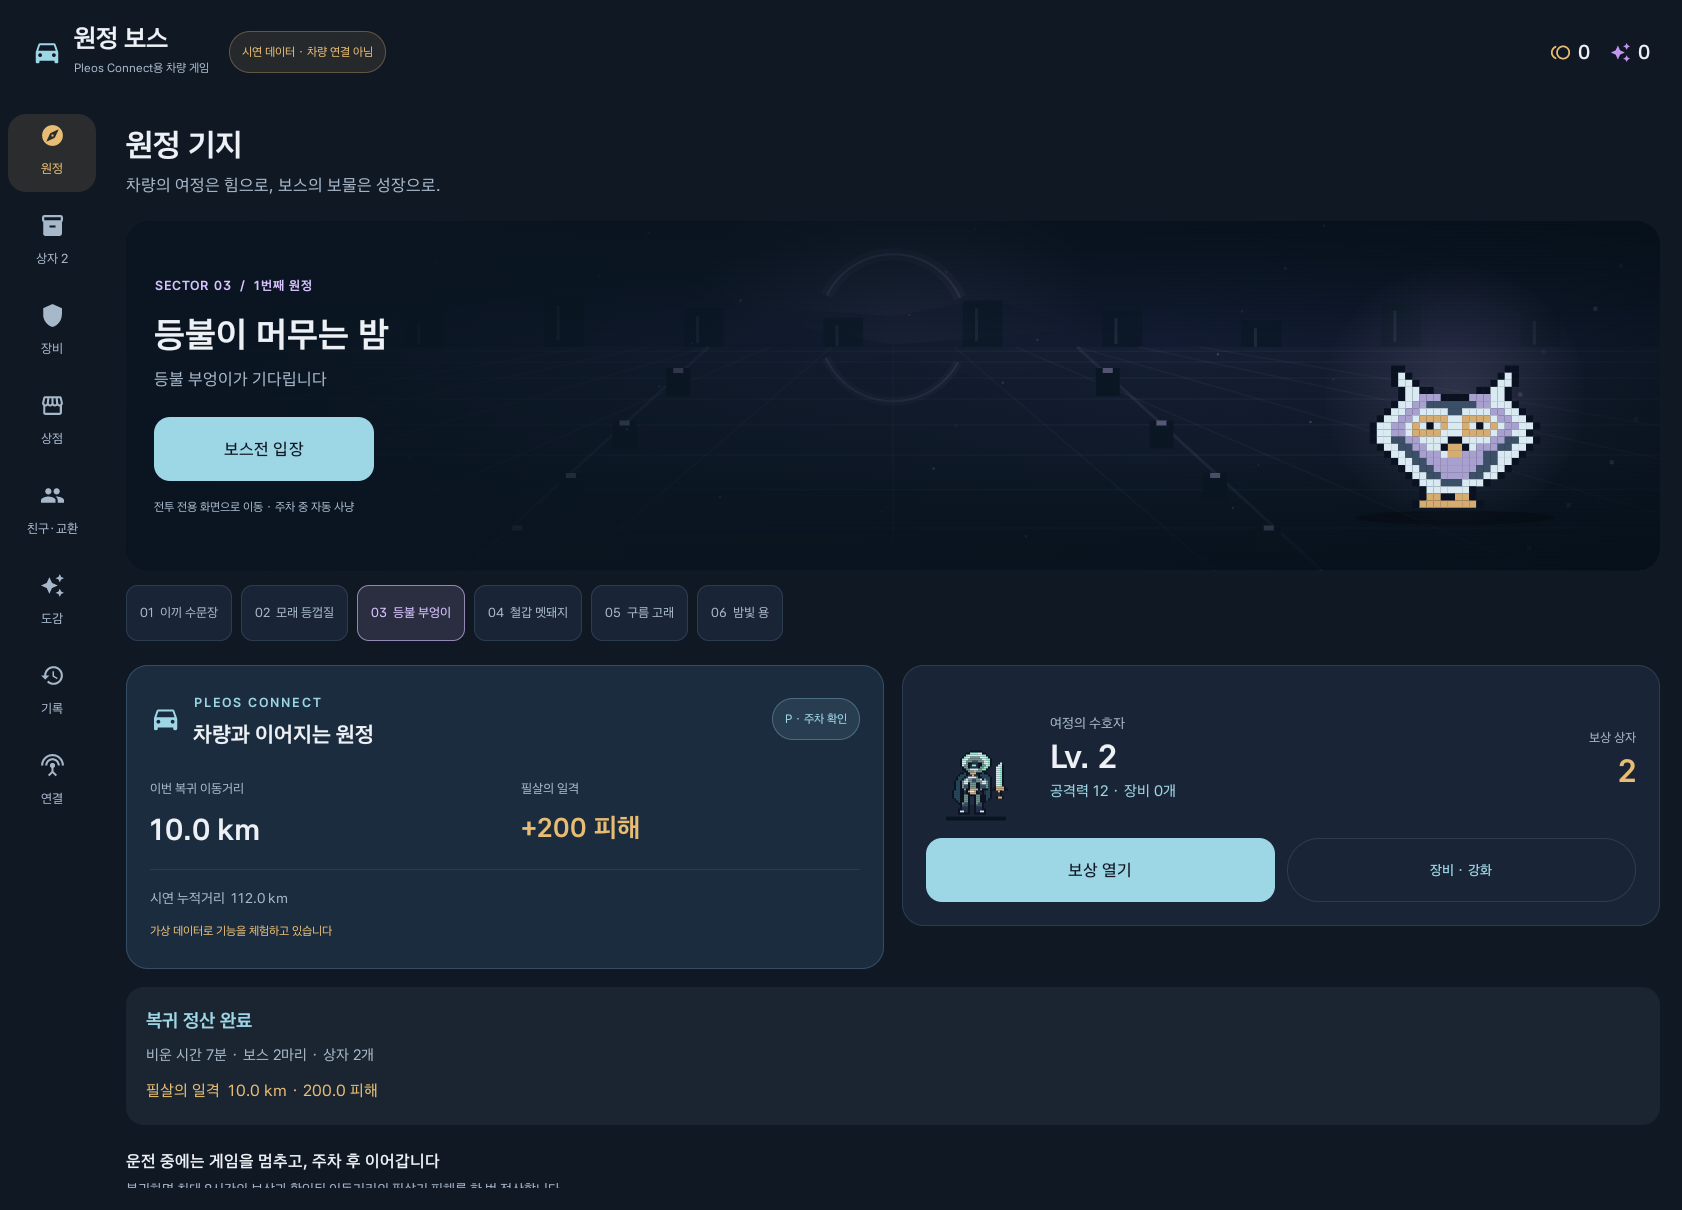 원정 보스
Pleos Connect용 차량 게임
시연 데이터 · 차량 연결 아님
0
0
원정
상자 2
장비
상점
친구·교환
도감
기록
연결
원정 기지
차량의 여정은 힘으로, 보스의 보물은 성장으로.
SECTOR 03 / 1번째 원정
등불이 머무는 밤
등불 부엉이가 기다립니다
보스전 입장
전투 전용 화면으로 이동 · 주차 중 자동 사냥
01 이끼 수문장
02 모래 등껍질
03 등불 부엉이
04 철갑 멧돼지
05 구름 고래
06 밤빛 용
PLEOS CONNECT
차량과 이어지는 원정
P · 주차 확인
이번 복귀 이동거리
10.0 km
필살의 일격
+200 피해
시연 누적거리 112.0 km
가상 데이터로 기능을 체험하고 있습니다
여정의 수호자
Lv. 2
공격력 12 · 장비 0개
보상 상자
2
보상 열기
장비 · 강화
복귀 정산 완료
비운 시간 7분 · 보스 2마리 · 상자 2개
필살의 일격 10.0 km · 200.0 피해
운전 중에는 게임을 멈추고, 주차 후 이어갑니다